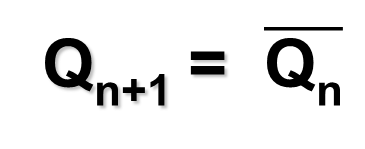 Qₙ₊₁ = Q̅ₙ